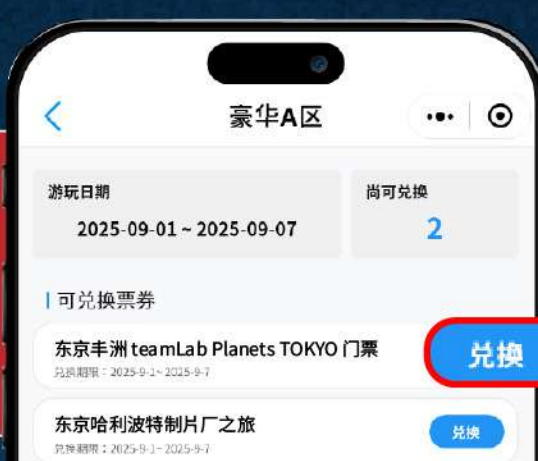 豪华A区
游玩日期
尚可兑换
2025-09-01 ~ 2025-09-07
2
可兑换票券
东京丰洲 teamLab Planets TOKYO 门票
兑换
兑换期限：2025-9-1~2025-9-7
东京哈利波特制片厂之旅
兑换
兑换期限：2025-9-1~2025-9-7